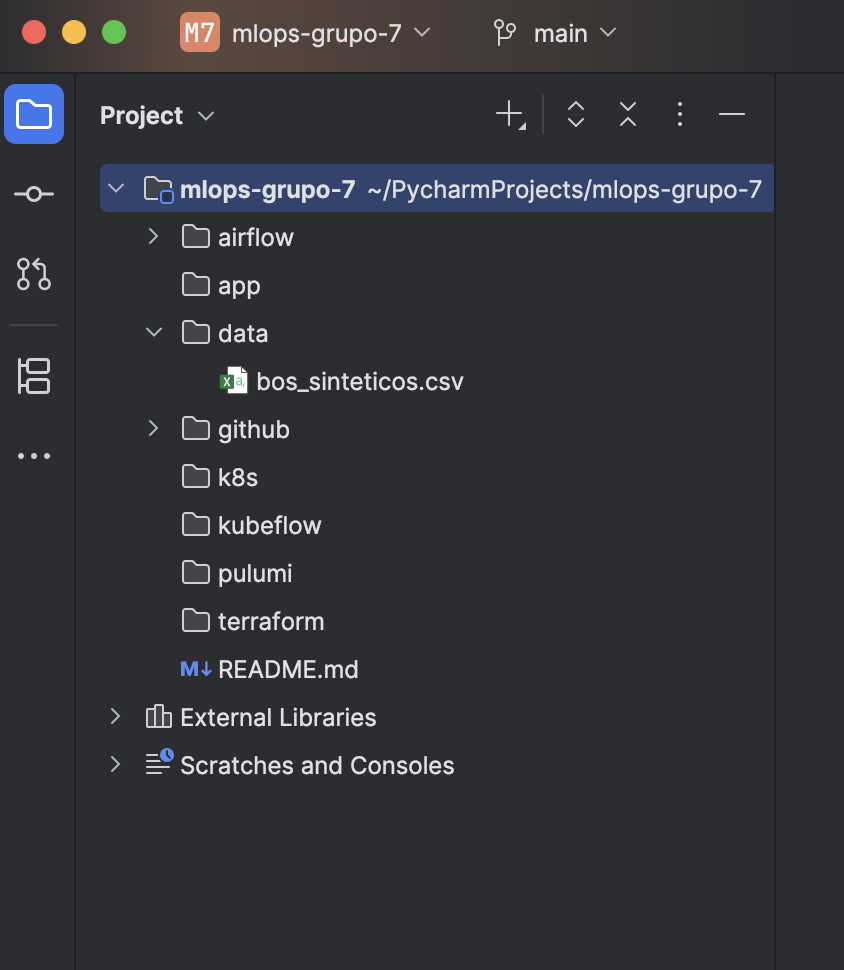 M7 mlops-grupo-7 main
Project
mlops-grupo-7 ~/PycharmProjects/mlops-grupo-7
airflow
app
data
bos_sinteticos.csv
github
k8s
kubeflow
pulumi
terraform
M↓ README.md
External Libraries
Scratches and Consoles